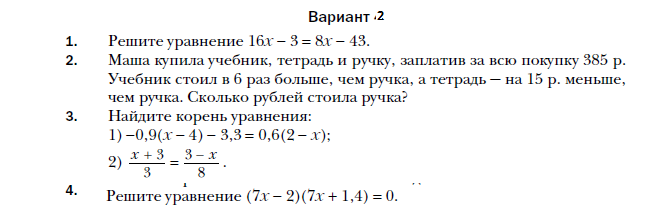 Вариант 2
1. Решите уравнение 16x − 3 = 8x − 43.
2. Маша купила учебник, тетрадь и ручку, заплатив за всю покупку 385 р.
Учебник стоил в 6 раз больше, чем ручка, а тетрадь — на 15 р. меньше,
чем ручка. Сколько рублей стоила ручка?
3. Найдите корень уравнения:
1) −0,9(x − 4) − 3,3 = 0,6(2 − x);
2) (x + 3)/3 = (3 − x)/8 .
4. Решите уравнение (7x − 2)(7x + 1,4) = 0.